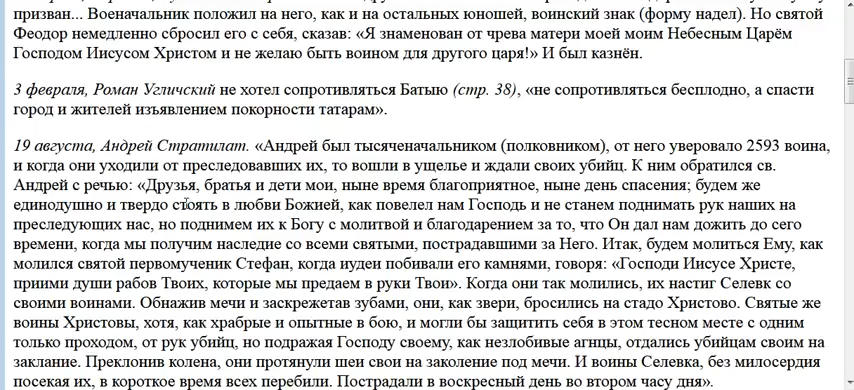 призван... Военачальник положил на него, как и на остальных юношей, воинский знак (форму надел). Но святой
Феодор немедленно сбросил его с себя, сказав: «Я знаменован от чрева матери моей моим Небесным Царём
Господом Иисусом Христом и не желаю быть воином для другого царя!» И был казнён.
3 февраля, Роман Угличский не хотел сопротивляться Батыю (стр. 38), «не сопротивляться бесплодно, а спасти
город и жителей изъявлением покорности татарам».
19 августа, Андрей Стратилат. «Андрей был тысяченачальником (полковником), от него уверовало 2593 воина,
и когда они уходили от преследовавших их, то вошли в ущелье и ждали своих убийц. К ним обратился св.
Андрей с речью: «Друзья, братья и дети мои, ныне время благоприятное, ныне день спасения; будем же
единодушно и твердо стоять в любви Божией, как повелел нам Господь и не станем поднимать рук наших на
преследующих нас, но поднимем их к Богу с молитвой и благодарением за то, что Он дал нам дожить до сего
времени, когда мы получим наследие со всеми святыми, пострадавшими за Него. Итак, будем молиться Ему, как
молился святой первомученик Стефан, когда иудеи побивали его камнями, говоря: «Господи Иисусе Христе,
приими души рабов Твоих, которые мы предаем в руки Твои». Когда они так молились, их настиг Селевк со
своими воинами. Обнажив мечи и заскрежетав зубами, они, как звери, бросились на стадо Христово. Святые же
воины Христовы, хотя, как храбрые и опытные в бою, и могли бы защитить себя в этом тесном месте с одним
только проходом, от рук убийц, но подражая Господу своему, как незлобивые агнцы, отдались убийцам своим на
заклание. Преклонив колена, они протянули шеи свои на заколение под мечи. И воины Селевка, без милосердия
посекая их, в короткое время всех перебили. Пострадали в воскресный день во втором часу дня».